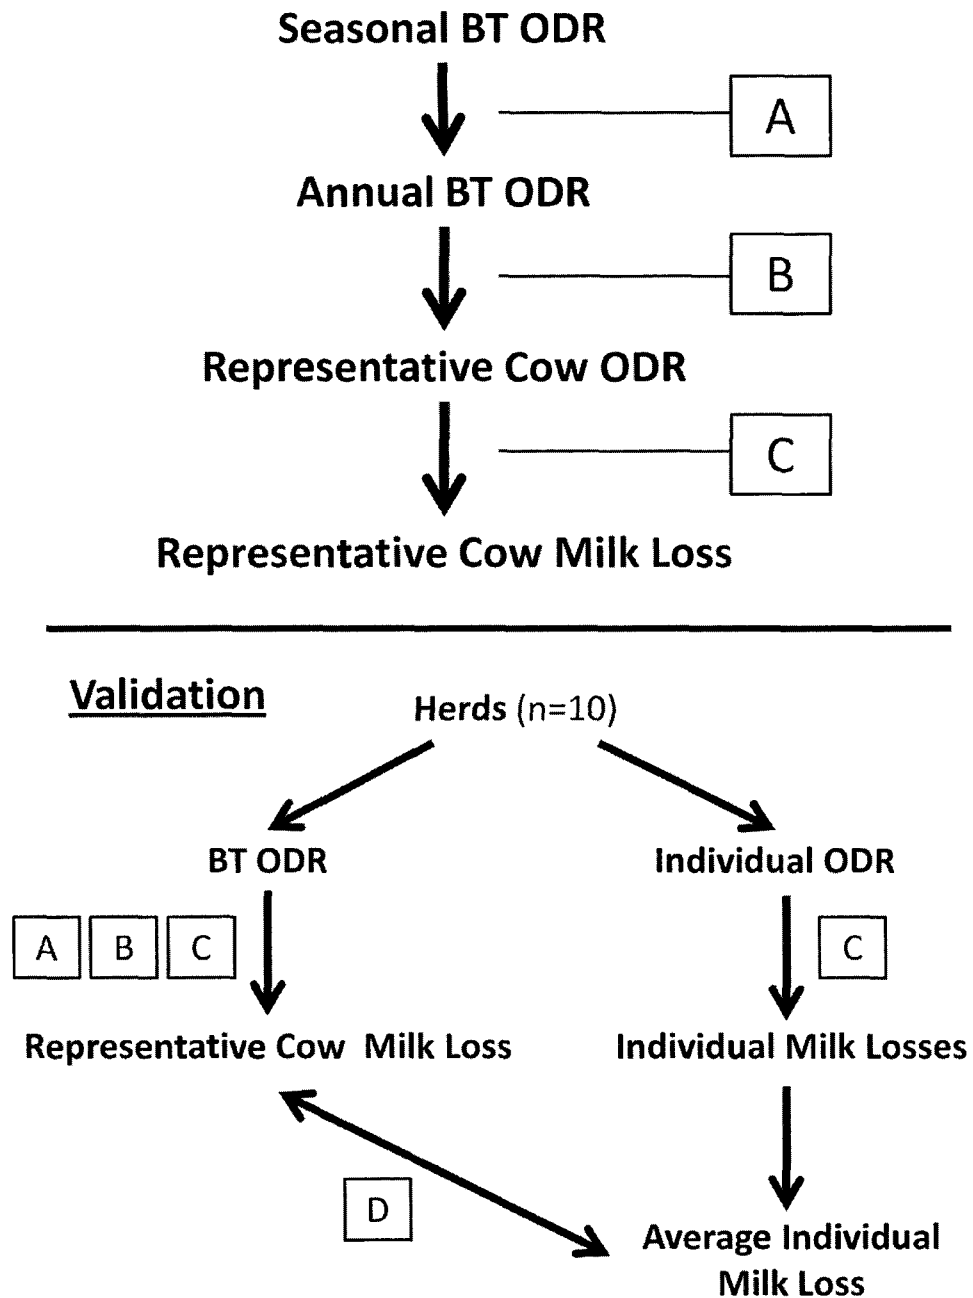 Seasonal BT ODR
A
Annual BT ODR
B
Representative Cow ODR
C
Representative Cow Milk Loss
Validation
Herds (n=10)
BT ODR
Individual ODR
A B C
C
Representative Cow Milk Loss
Individual Milk Losses
D
Average Individual
Milk Loss